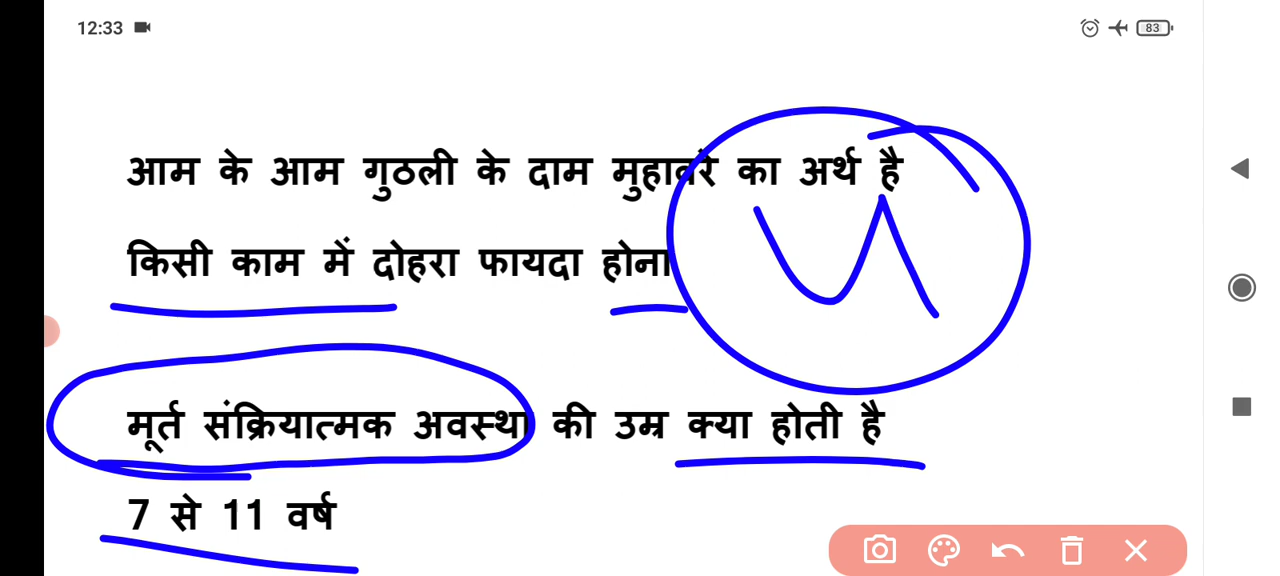 12:33
83
आम के आम गुठली के दाम मुहावरे का अर्थ है
किसी काम में दोहरा फायदा होना
मूर्त संक्रियात्मक अवस्था की उम्र क्या होती है
7 से 11 वर्ष